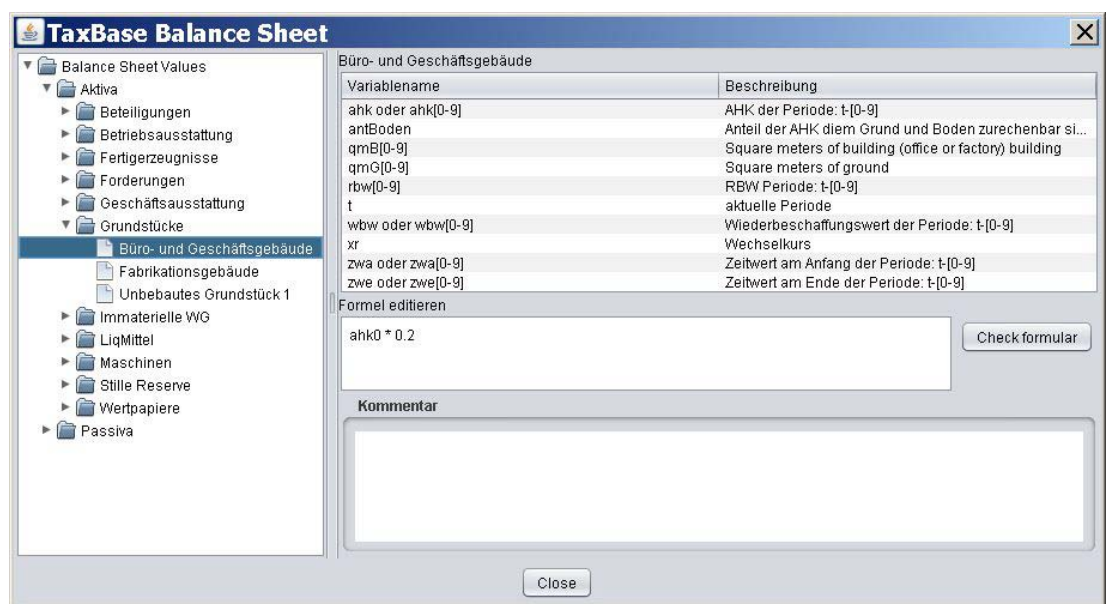 TaxBase Balance Sheet
Balance Sheet Values
Aktiva
Beteiligungen
Betriebsausstattung
Fertigerzeugnisse
Forderungen
Geschäftsausstattung
Grundstücke
Büro- und Geschäftsgebäude
Fabrikationsgebäude
Unbebautes Grundstück 1
Immaterielle WG
LiqMittel
Maschinen
Stille Reserve
Wertpapiere
Passiva
Büro- und Geschäftsgebäude
Variablename Beschreibung
ahk oder ahk[0-9] AHK der Periode: t-[0-9]
antBoden Anteil der AHK diem Grund und Boden zurechenbar si...
qmB[0-9] Square meters of building (office or factory) building
qmG[0-9] Square meters of ground
rbw[0-9] RBW Periode: t-[0-9]
t aktuelle Periode
wbw oder wbw[0-9] Wiederbeschaffungswert der Periode: t-[0-9]
xr Wechselkurs
zwa oder zwa[0-9] Zeitwert am Anfang der Periode: t-[0-9]
zwe oder zwe[0-9] Zeitwert am Ende der Periode: t-[0-9]
Formel editieren
ahk0 * 0.2
Check formular
Kommentar
Close